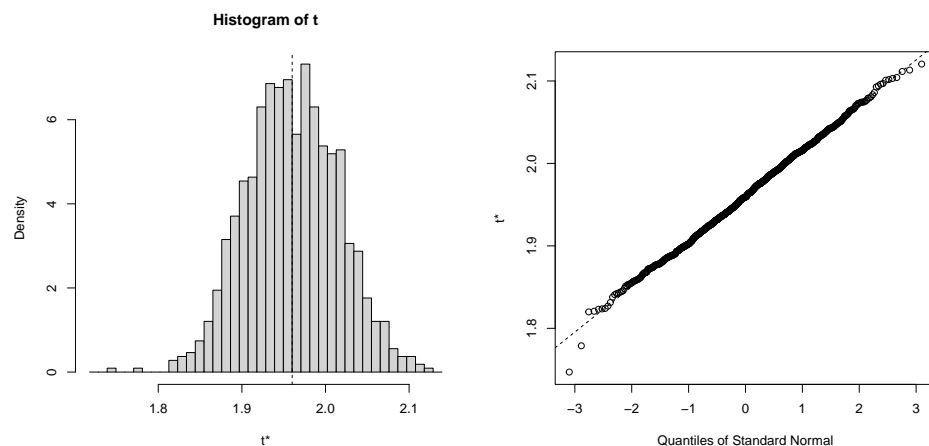 Histogram of t
Density
0 2 4 6
1.8 1.9 2.0 2.1
t*
t*
1.8 1.9 2.0 2.1
−3 −2 −1 0 1 2 3
Quantiles of Standard Normal